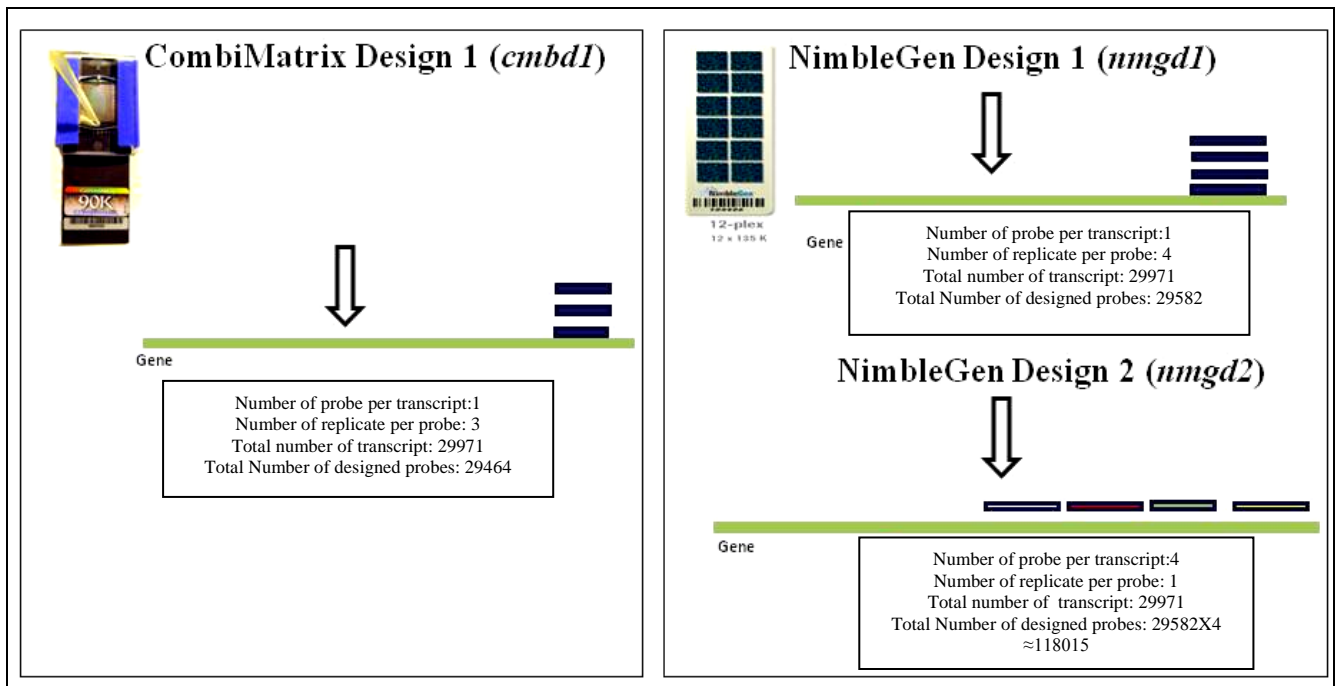 CombiMatrix Design 1 (cmbd1)
90K
Gene
Number of probe per transcript:1
Number of replicate per probe: 3
Total number of transcript: 29971
Total Number of designed probes: 29464
NimbleGen Design 1 (nmgd1)
NimbleGen
12-plex
12 x 135 K
Gene
Number of probe per transcript:1
Number of replicate per probe: 4
Total number of transcript: 29971
Total Number of designed probes: 29582
NimbleGen Design 2 (nmgd2)
Gene
Number of probe per transcript:4
Number of replicate per probe: 1
Total number of  transcript: 29971
Total Number of designed probes: 29582X4
≈118015